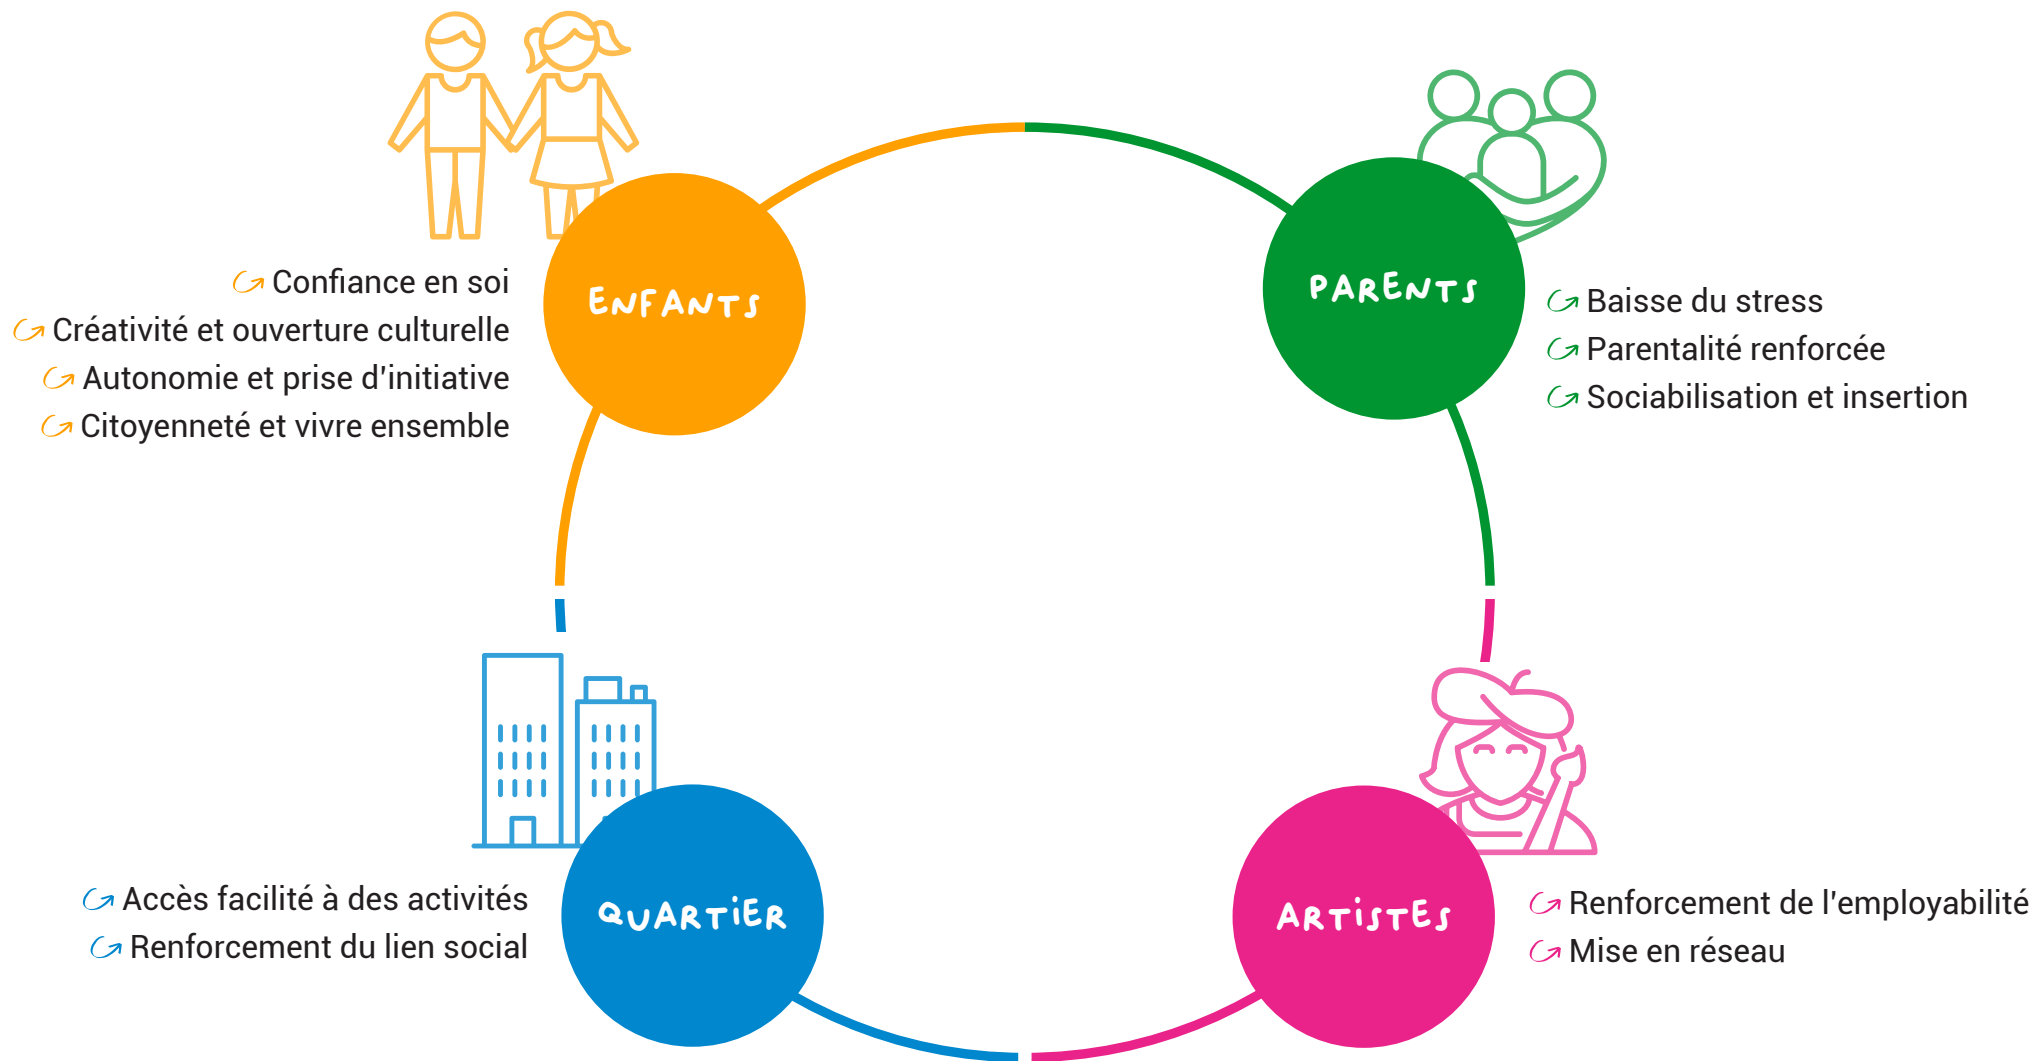 ENFANTS
Confiance en soi
Créativité et ouverture culturelle
Autonomie et prise d'initiative
Citoyenneté et vivre ensemble
PARENTS
Baisse du stress
Parentalité renforcée
Sociabilisation et insertion
QUARTiER
Accès facilité à des activités
Renforcement du lien social
ARTiSTES
Renforcement de l'employabilité
Mise en réseau